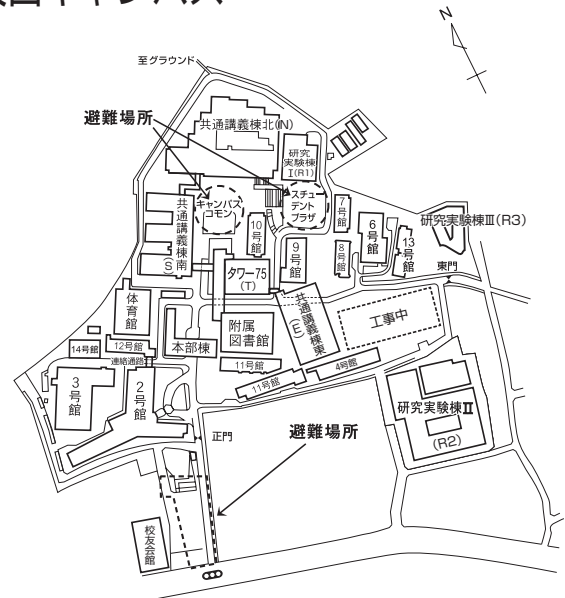 キャンパス
N
至グラウンド
避難場所
共通講義棟北(N)
研究
実験棟
I(R1)
キャンパス
コモン
スチュ
デント
プラザ
7号館
共通講義棟南
(S)
10号館
9号館
8号館
6号館
13号館
研究実験棟Ⅲ(R3)
東門
タワー75
(T)
体育館
附属
図書館
共通講義棟東
(E)
工事中
14号館
12号館
本部棟
連絡通路
11号館
11号館
4号館
3号館
2号館
正門
避難場所
研究実験棟Ⅱ
(R2)
校友会館